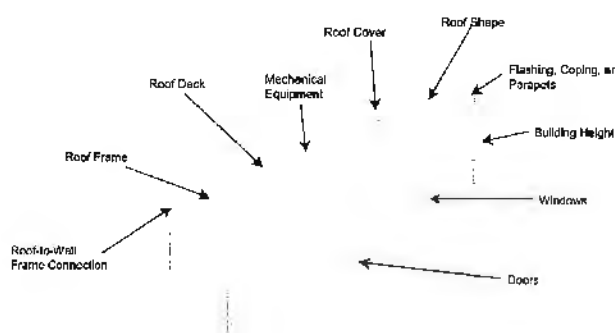 Roof Cover
Roof Shape
Flashing, Coping, an
Parapets
Mechanical
Equipment
Roof Deck
Building Height
Roof Frame
Windows
Roof-to-Wall
Frame Connection
Doors